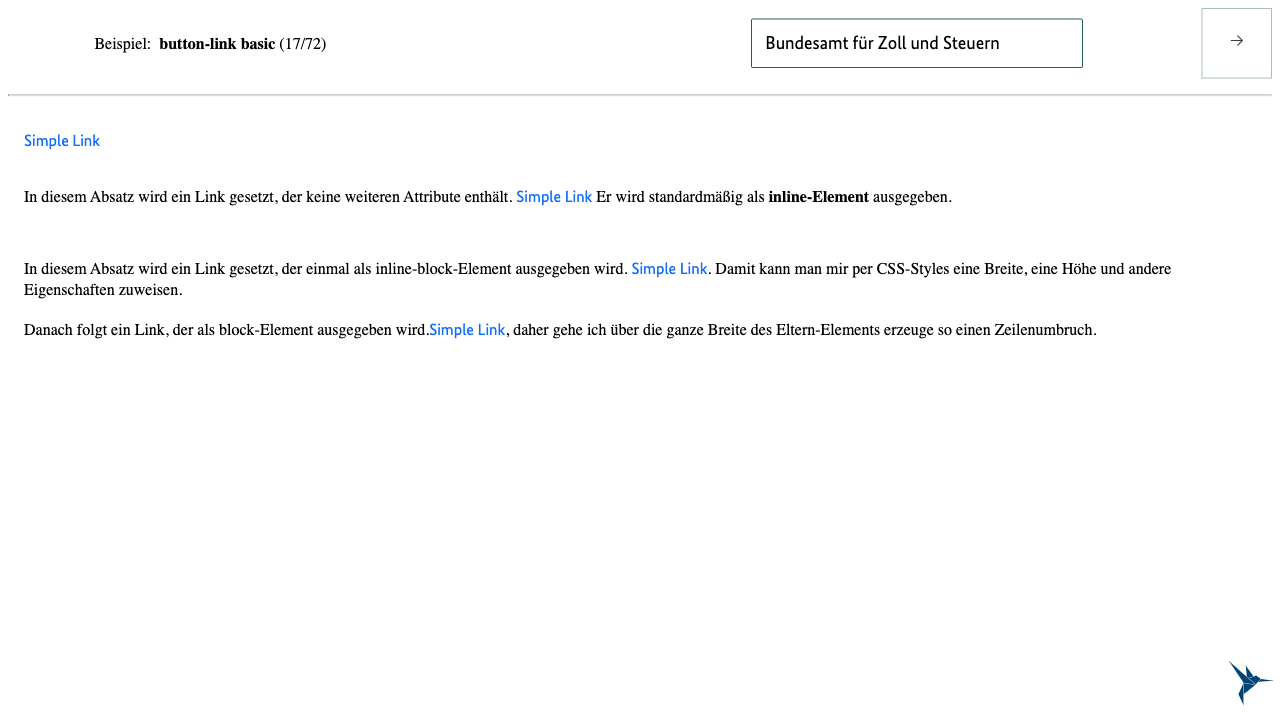 Beispiel: button-link basic (17/72)
Bundesamt für Zoll und Steuern
→
Simple Link
In diesem Absatz wird ein Link gesetzt, der keine weiteren Attribute enthält. Simple Link Er wird standardmäßig als inline-Element ausgegeben.
In diesem Absatz wird ein Link gesetzt, der einmal als inline-block-Element ausgegeben wird. Simple Link. Damit kann man mir per CSS-Styles eine Breite, eine Höhe und andere
Eigenschaften zuweisen.
Danach folgt ein Link, der als block-Element ausgegeben wird.Simple Link, daher gehe ich über die ganze Breite des Eltern-Elements erzeuge so einen Zeilenumbruch.